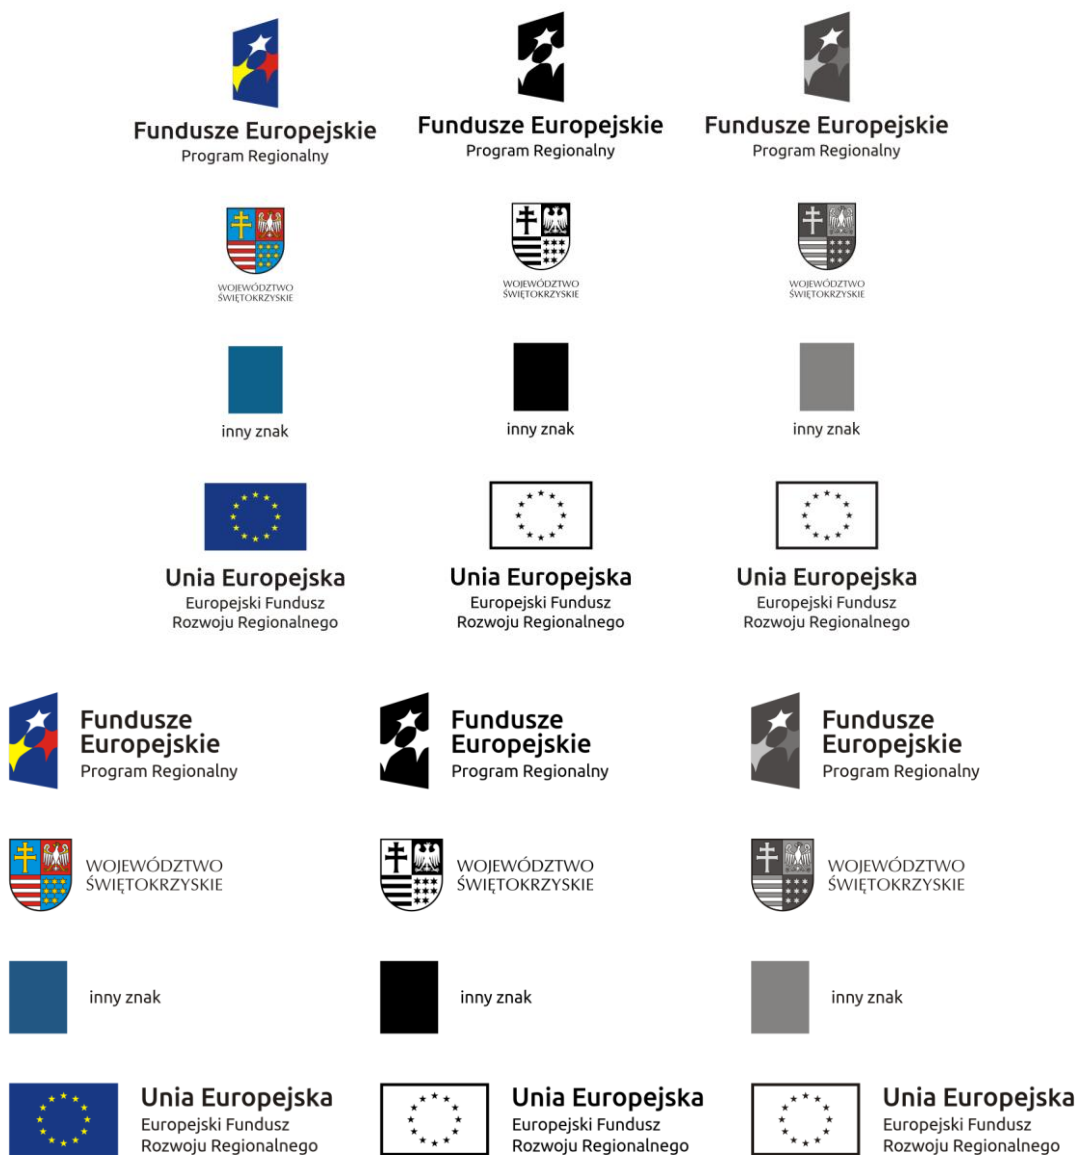 Fundusze Europejskie
Program Regionalny
Fundusze Europejskie
Program Regionalny
Fundusze Europejskie
Program Regionalny
WOJEWÓDZTWO
ŚWIĘTOKRZYSKIE
WOJEWÓDZTWO
ŚWIĘTOKRZYSKIE
WOJEWÓDZTWO
ŚWIĘTOKRZYSKIE
inny znak
inny znak
inny znak
Unia Europejska
Europejski Fundusz
Rozwoju Regionalnego
Unia Europejska
Europejski Fundusz
Rozwoju Regionalnego
Unia Europejska
Europejski Fundusz
Rozwoju Regionalnego
Fundusze
Europejskie
Program Regionalny
Fundusze
Europejskie
Program Regionalny
Fundusze
Europejskie
Program Regionalny
WOJEWÓDZTWO
ŚWIĘTOKRZYSKIE
WOJEWÓDZTWO
ŚWIĘTOKRZYSKIE
WOJEWÓDZTWO
ŚWIĘTOKRZYSKIE
inny znak
inny znak
inny znak
Unia Europejska
Europejski Fundusz
Rozwoju Regionalnego
Unia Europejska
Europejski Fundusz
Rozwoju Regionalnego
Unia Europejska
Europejski Fundusz
Rozwoju Regionalnego